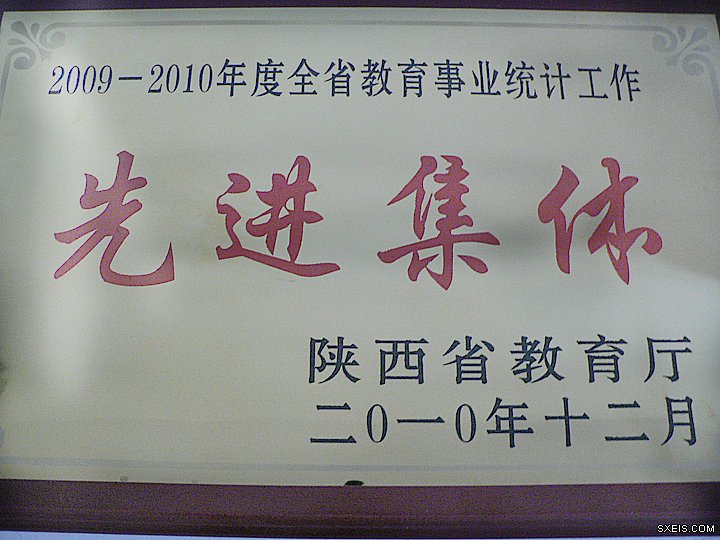 2009－2010年度全省教育事业统计工作
先进集体
陕西省教育厅
二0一0年十二月
SXEIS.COM